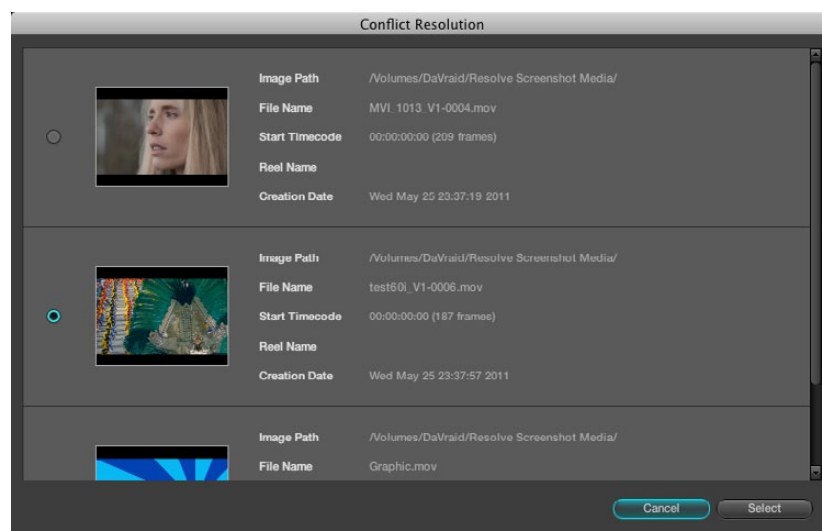 Conflict Resolution
Image Path /Volumes/DaVraid/Resolve Screenshot Media/
File Name MVI_1013_V1-0004.mov
Start Timecode 00:00:00:00 (209 frames)
Reel Name
Creation Date Wed May 25 23:37:19 2011
Image Path /Volumes/DaVraid/Resolve Screenshot Media/
File Name test60i_V1-0006.mov
Start Timecode 00:00:00:00 (187 frames)
Reel Name
Creation Date Wed May 25 23:37:57 2011
Image Path /Volumes/DaVraid/Resolve Screenshot Media/
File Name Graphic.mov
Cancel Select